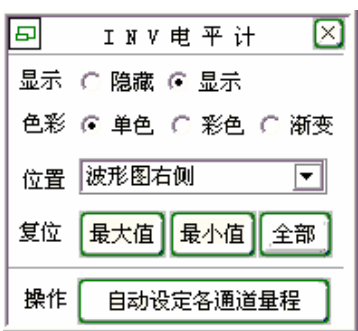 INV电平计
显示 隐藏 显示
色彩 单色 彩色 渐变
位置 波形图右侧
复位 最大值 最小值 全部
操作 自动设定各通道量程